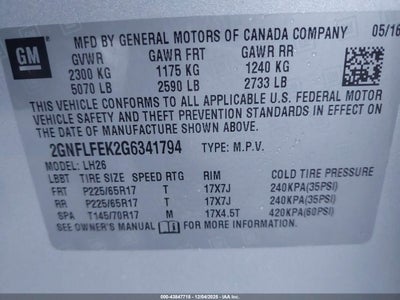 MFD BY GENERAL MOTORS OF CANADA COMPANY 05/16
GM GVWR GAWR FRT GAWR RR
2300 KG 1175 KG 1240 KG
5070 LB 2590 LB 2733 LB
THIS VEHICLE CONFORMS TO ALL APPLICABLE U.S. FEDERAL MOTOR
VEHICLE SAFETY AND THEFT PREVENTION STANDARDS IN EFFECT
ON THE DATE OF MANUFACTURE SHOWN ABOVE.
2GNFLFEK2G6341794 TYPE: M.P.V.
MODEL: LH26
LBBT TIRE SIZE SPEED RTG RIM COLD TIRE PRESSURE
FRT P225/65R17 T 17X7J 240KPA(35PSI)
RR P225/65R17 T 17X7J 240KPA(35PSI)
SPA T145/70R17 M 17X4.5T 420KPA(60PSI)
SEE OWNER'S MANUAL FOR MORE INFORMATION.
000-43847718 - 12/04/2025 - IAAI.COM